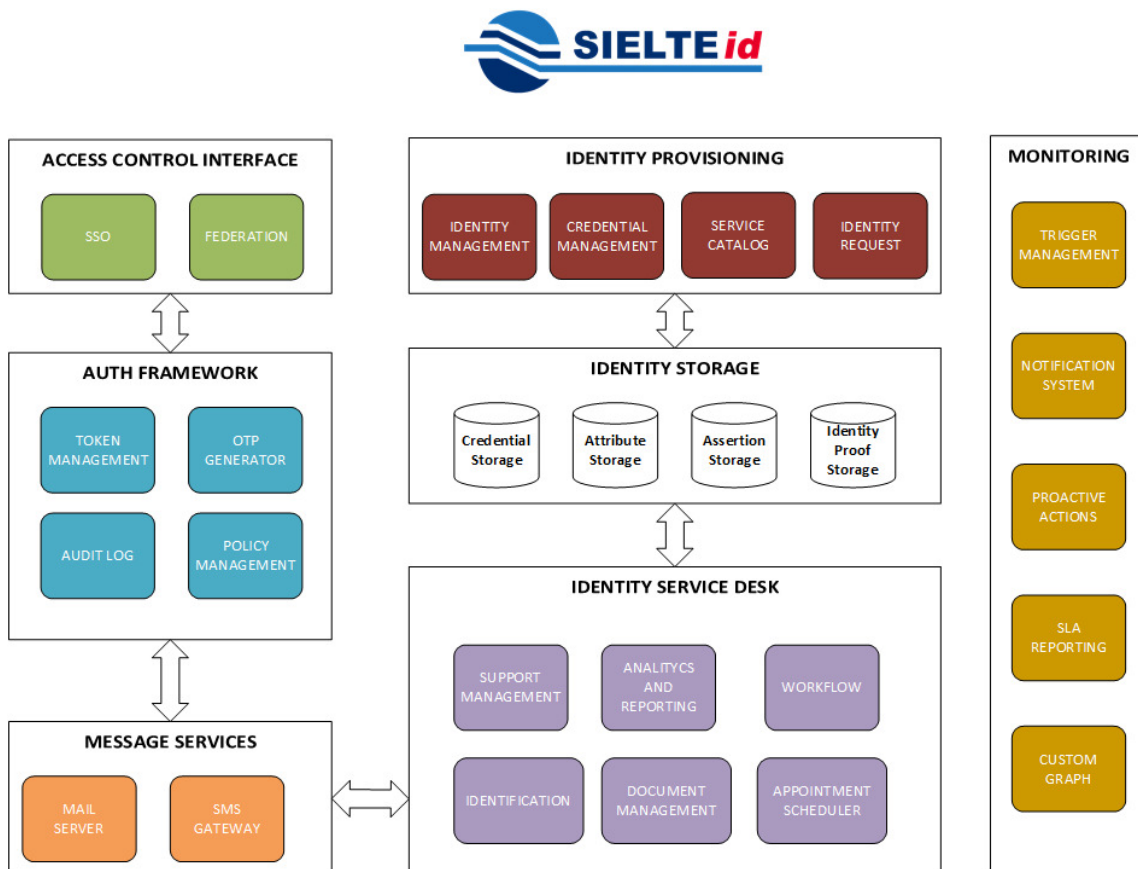 SIELTE id
ACCESS CONTROL INTERFACE
SSO
FEDERATION
IDENTITY PROVISIONING
IDENTITY
MANAGEMENT
CREDENTIAL
MANAGEMENT
SERVICE
CATALOG
IDENTITY
REQUEST
MONITORING
TRIGGER
MANAGEMENT
NOTIFICATION
SYSTEM
PROACTIVE
ACTIONS
SLA
REPORTING
CUSTOM
GRAPH
AUTH FRAMEWORK
TOKEN
MANAGEMENT
OTP
GENERATOR
AUDIT LOG
POLICY
MANAGEMENT
IDENTITY STORAGE
Credential
Storage
Attribute
Storage
Assertion
Storage
Identity
Proof
Storage
IDENTITY SERVICE DESK
SUPPORT
MANAGEMENT
ANALITYCS
AND
REPORTING
WORKFLOW
IDENTIFICATION
DOCUMENT
MANAGEMENT
APPOINTMENT
SCHEDULER
MESSAGE SERVICES
MAIL
SERVER
SMS
GATEWAY